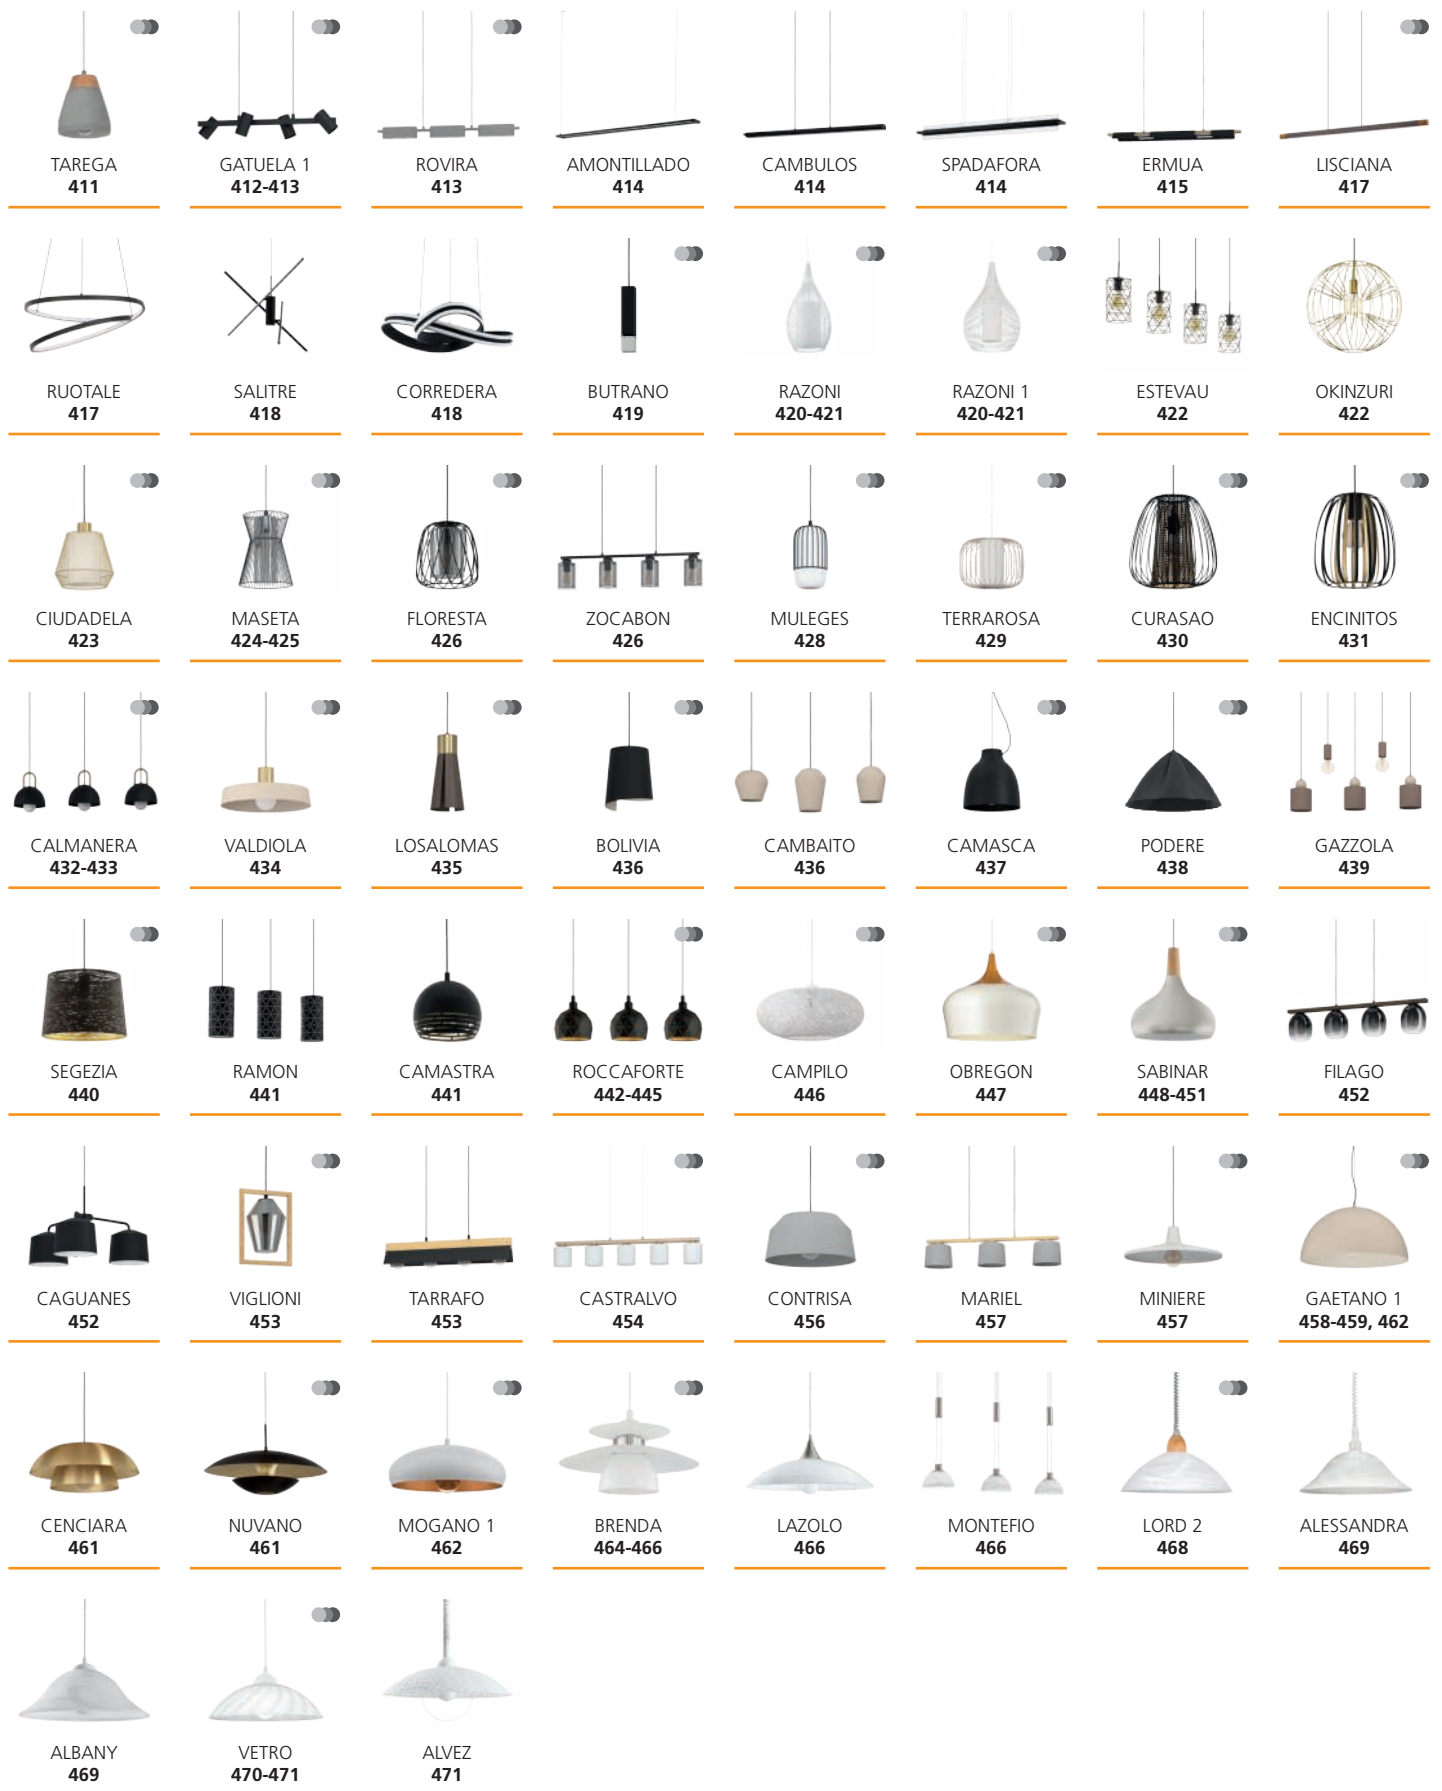 TAREGA
411
GATUELA 1
412-413
ROVIRA
413
AMONTILLADO
414
CAMBULOS
414
SPADAFORA
414
ERMUA
415
LISCIANA
417
RUOTALE
417
SALITRE
418
CORREDERA
418
BUTRANO
419
RAZONI
420-421
RAZONI 1
420-421
ESTEVAU
422
OKINZURI
422
CIUDADELA
423
MASETA
424-425
FLORESTA
426
ZOCABON
426
MULEGES
428
TERRAROSA
429
CURASAO
430
ENCINITOS
431
CALMANERA
432-433
VALDIOLA
434
LOSALOMAS
435
BOLIVIA
436
CAMBAITO
436
CAMASCA
437
PODERE
438
GAZZOLA
439
SEGEZIA
440
RAMON
441
CAMASTRA
441
ROCCAFORTE
442-445
CAMPILO
446
OBREGON
447
SABINAR
448-451
FILAGO
452
CAGUANES
452
VIGLIONI
453
TARRAFO
453
CASTRALVO
454
CONTRISA
456
MARIEL
457
MINIERE
457
GAETANO 1
458-459, 462
CENCIARA
461
NUVANO
461
MOGANO 1
462
BRENDA
464-466
LAZOLO
466
MONTEFIO
466
LORD 2
468
ALESSANDRA
469
ALBANY
469
VETRO
470-471
ALVEZ
471